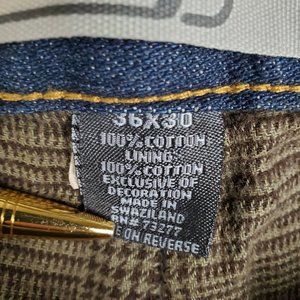 36X30
100% COTTON
LINING
100% COTTON
EXCLUSIVE OF
DECORATION
MADE IN
SWAZILAND
RN# 73277
E ON REVERSE